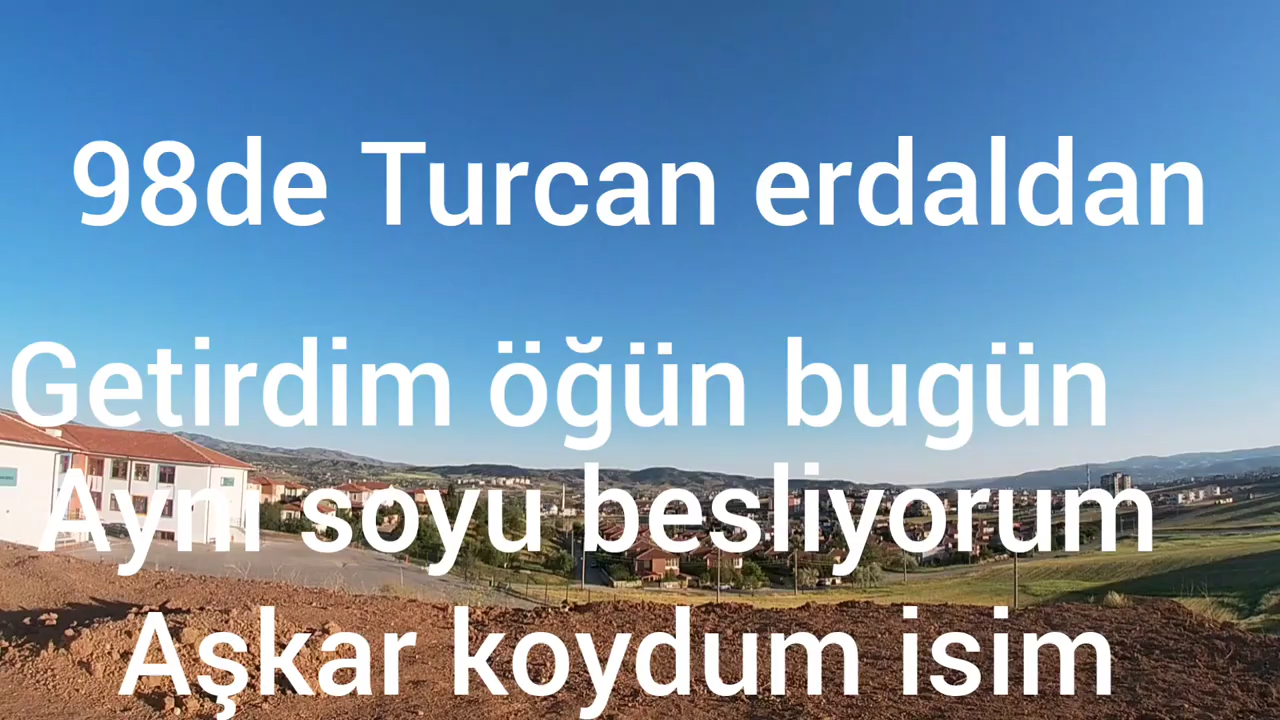 98de Turcan erdaldan
Getirdim öğün bugün
Aynı soyu besliyorum
Aşkar koydum isim